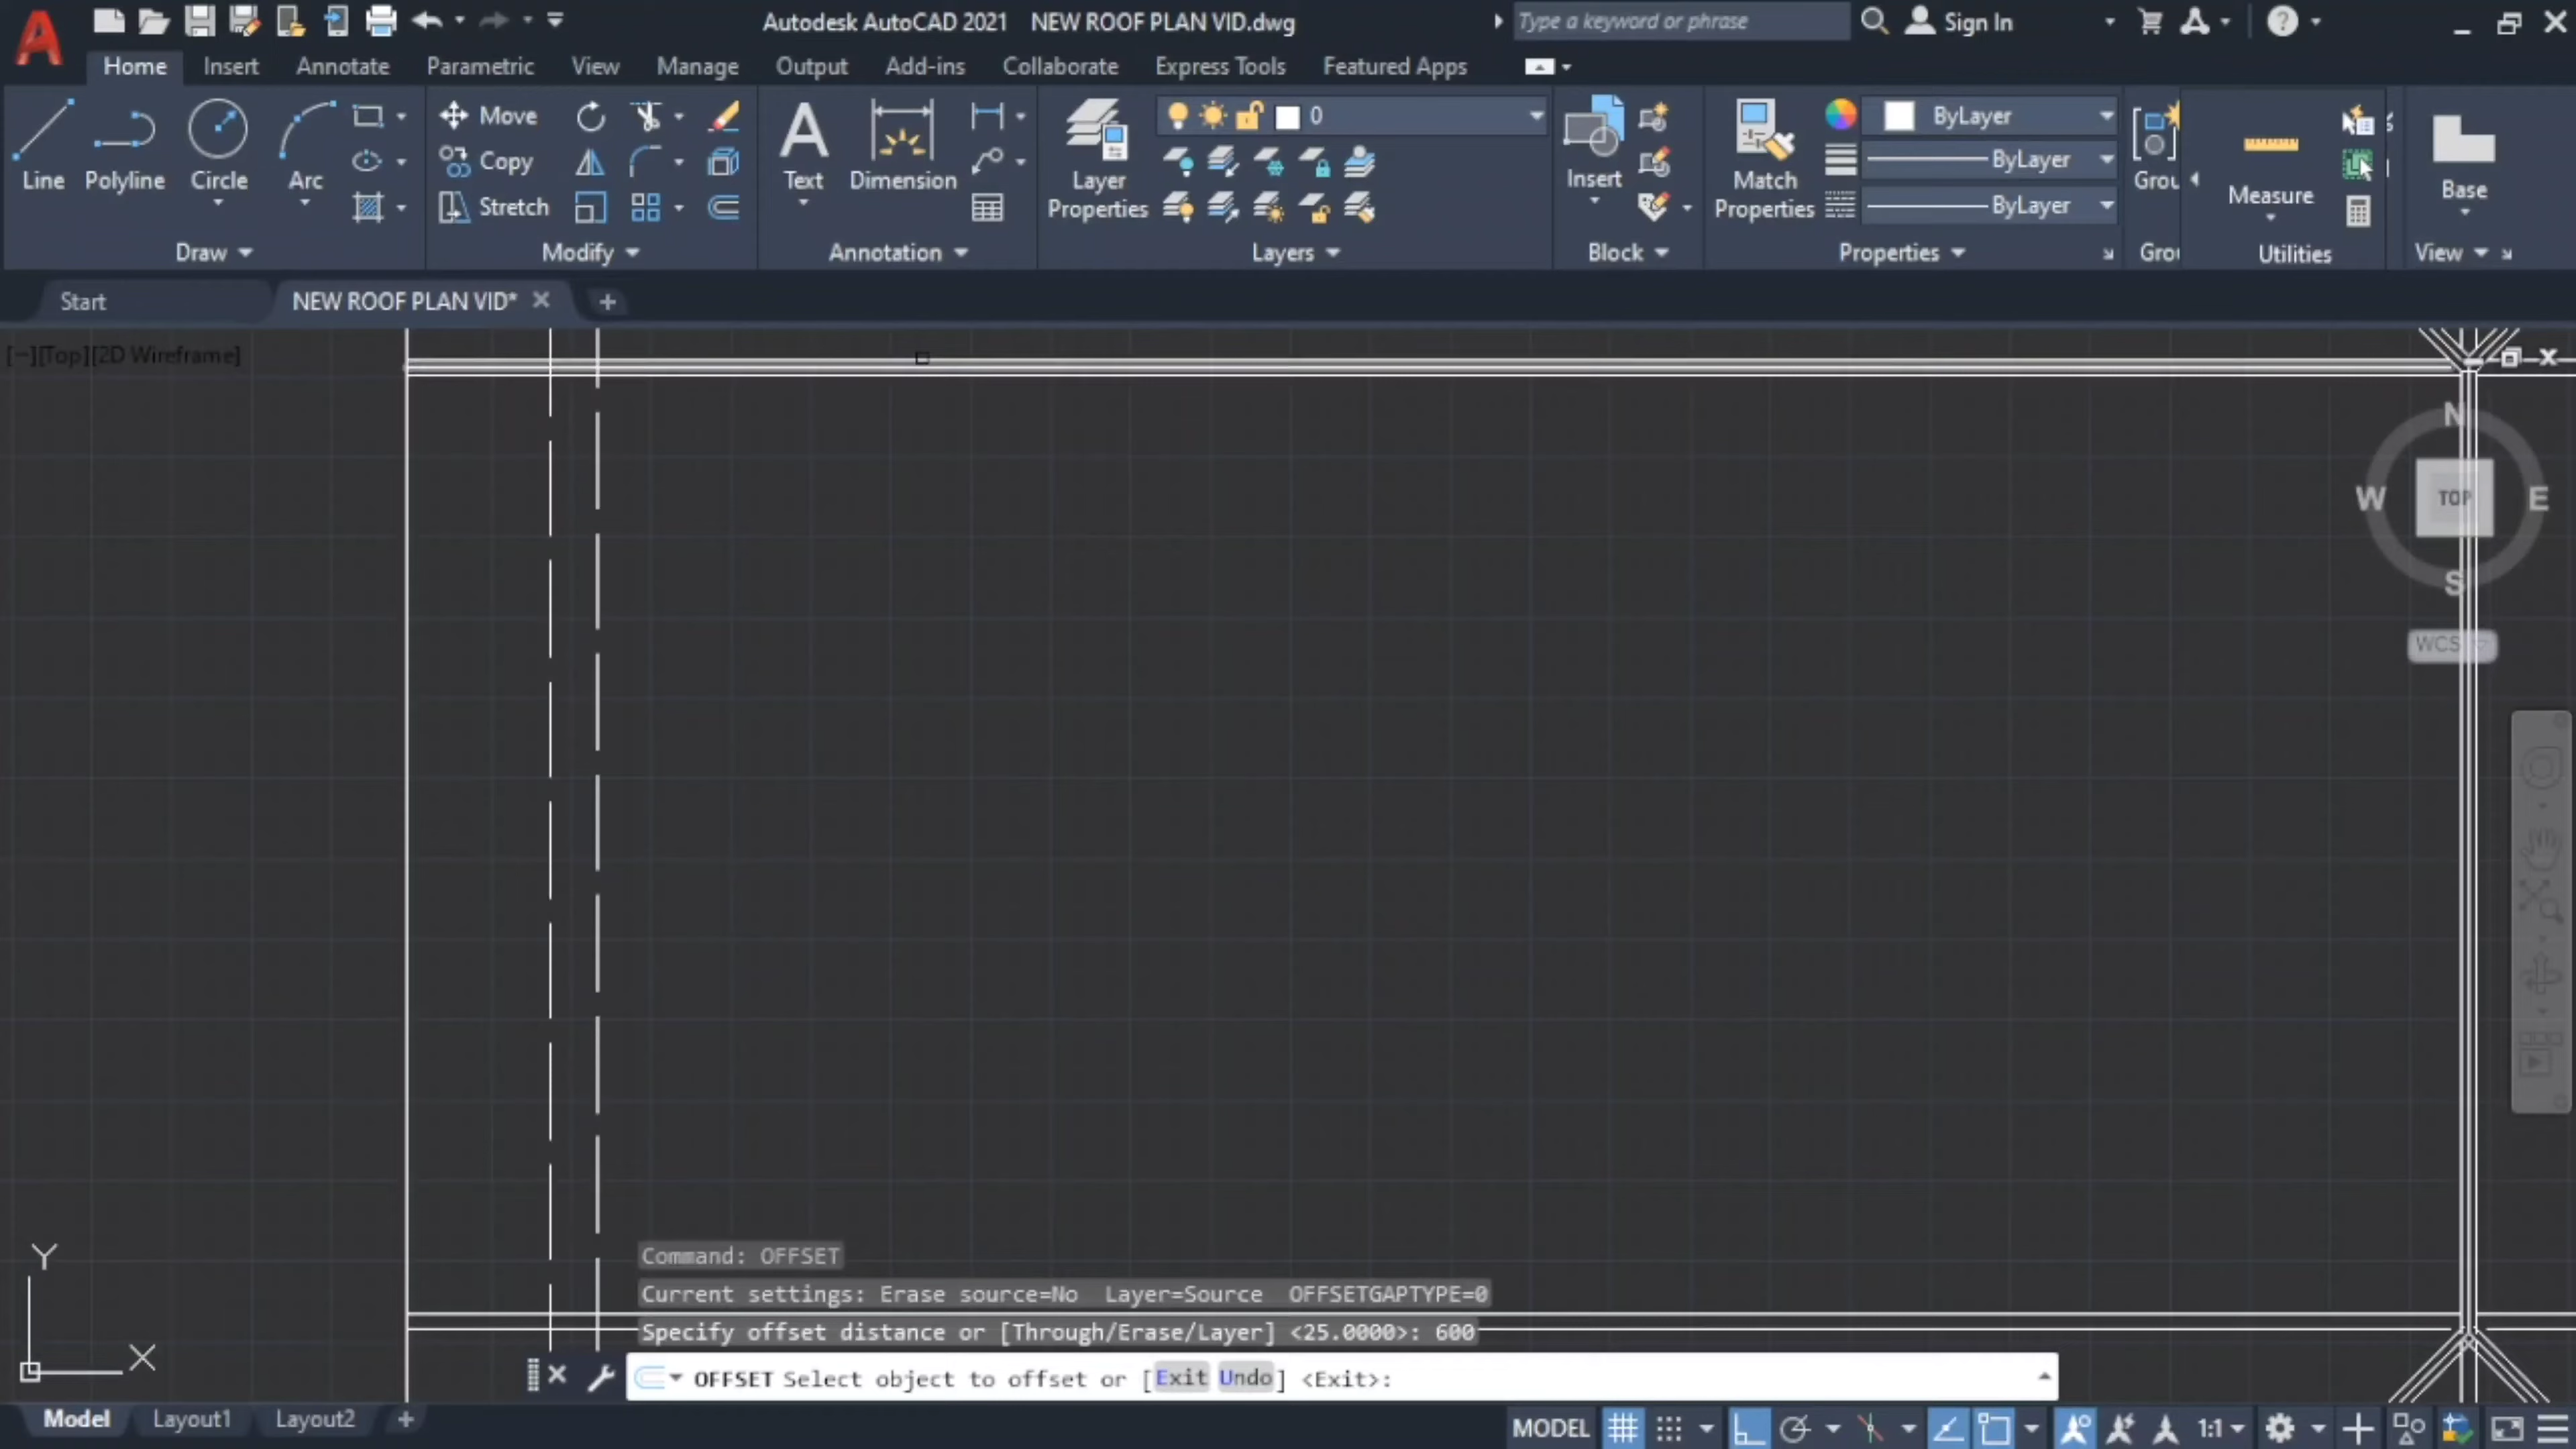 Autodesk AutoCAD 2021 NEW ROOF PLAN VID.dwg
Type a keyword or phrase
Sign In
Home Insert Annotate Parametric View Manage Output Add-ins Collaborate Express Tools Featured Apps
Line Polyline Circle Arc
Move
Copy
Stretch
Text Dimension
Layer Properties
0
Insert
Match Properties
ByLayer
ByLayer
ByLayer
Grou
Measure
Base
Draw Modify Annotation Layers Block Properties Grou Utilities View
Start NEW ROOF PLAN VID*
[−][Top][2D Wireframe]
N
W TOP E
S
WCS
Y
X
Command: OFFSET
Current settings: Erase source=No Layer=Source OFFSETGAPTYPE=0
Specify offset distance or [Through/Erase/Layer] <25.0000>: 600
OFFSET Select object to offset or [Exit Undo] <Exit>:
Model Layout1 Layout2
MODEL 1:1